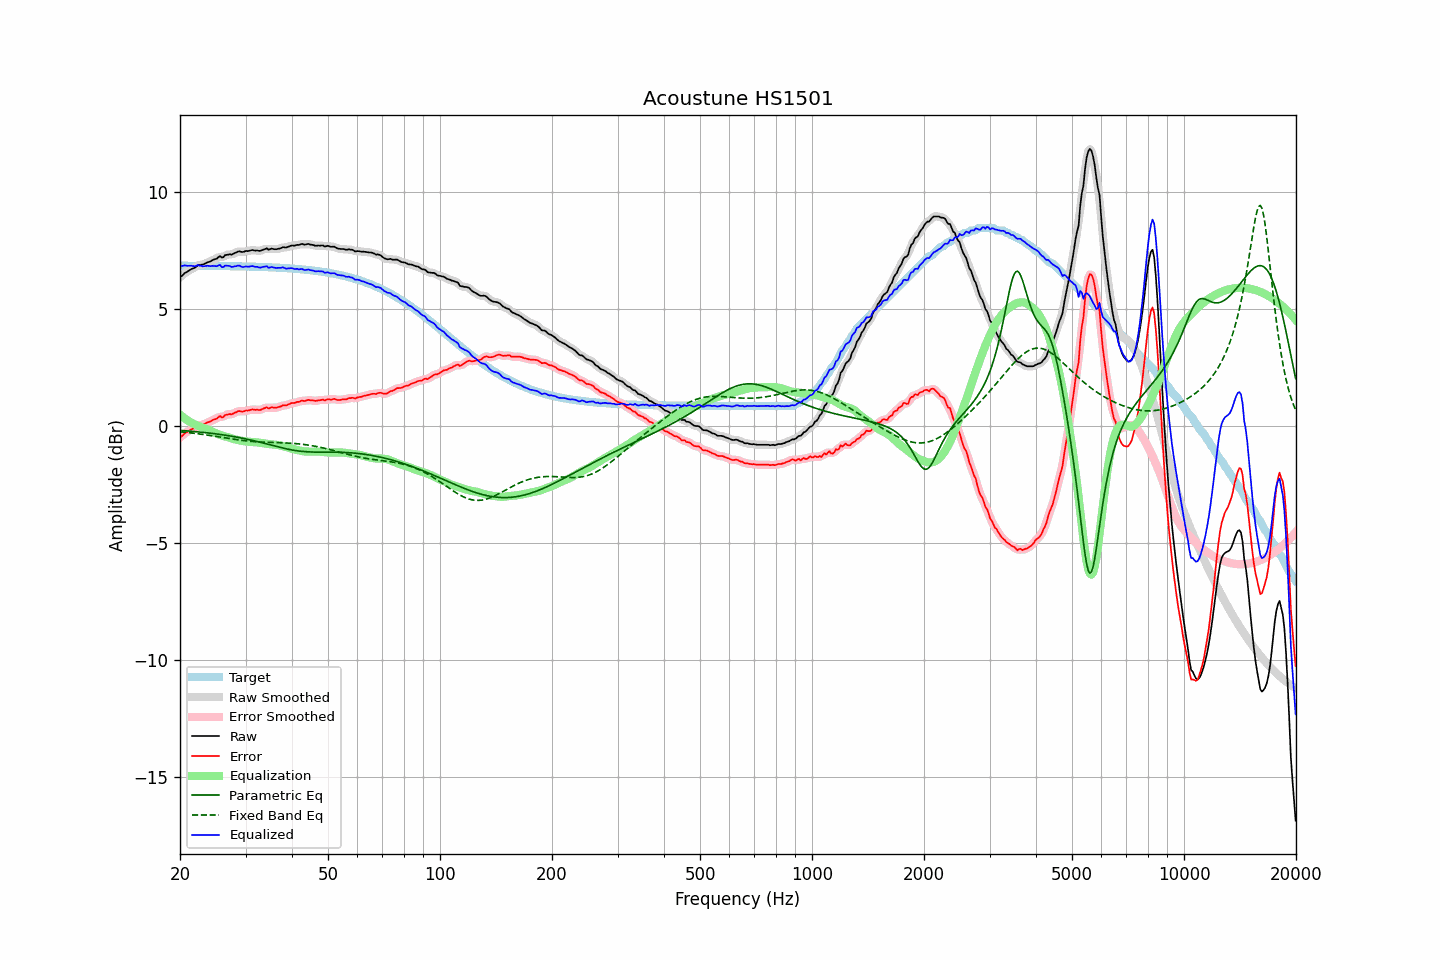 Acoustune HS1501
Amplitude (dBr)
10
5
0
−5
−10
−15
Target
Raw Smoothed
Error Smoothed
Raw
Error
Equalization
Parametric Eq
Fixed Band Eq
Equalized
20 50 100 200 500 1000 2000 5000 10000 20000
Frequency (Hz)